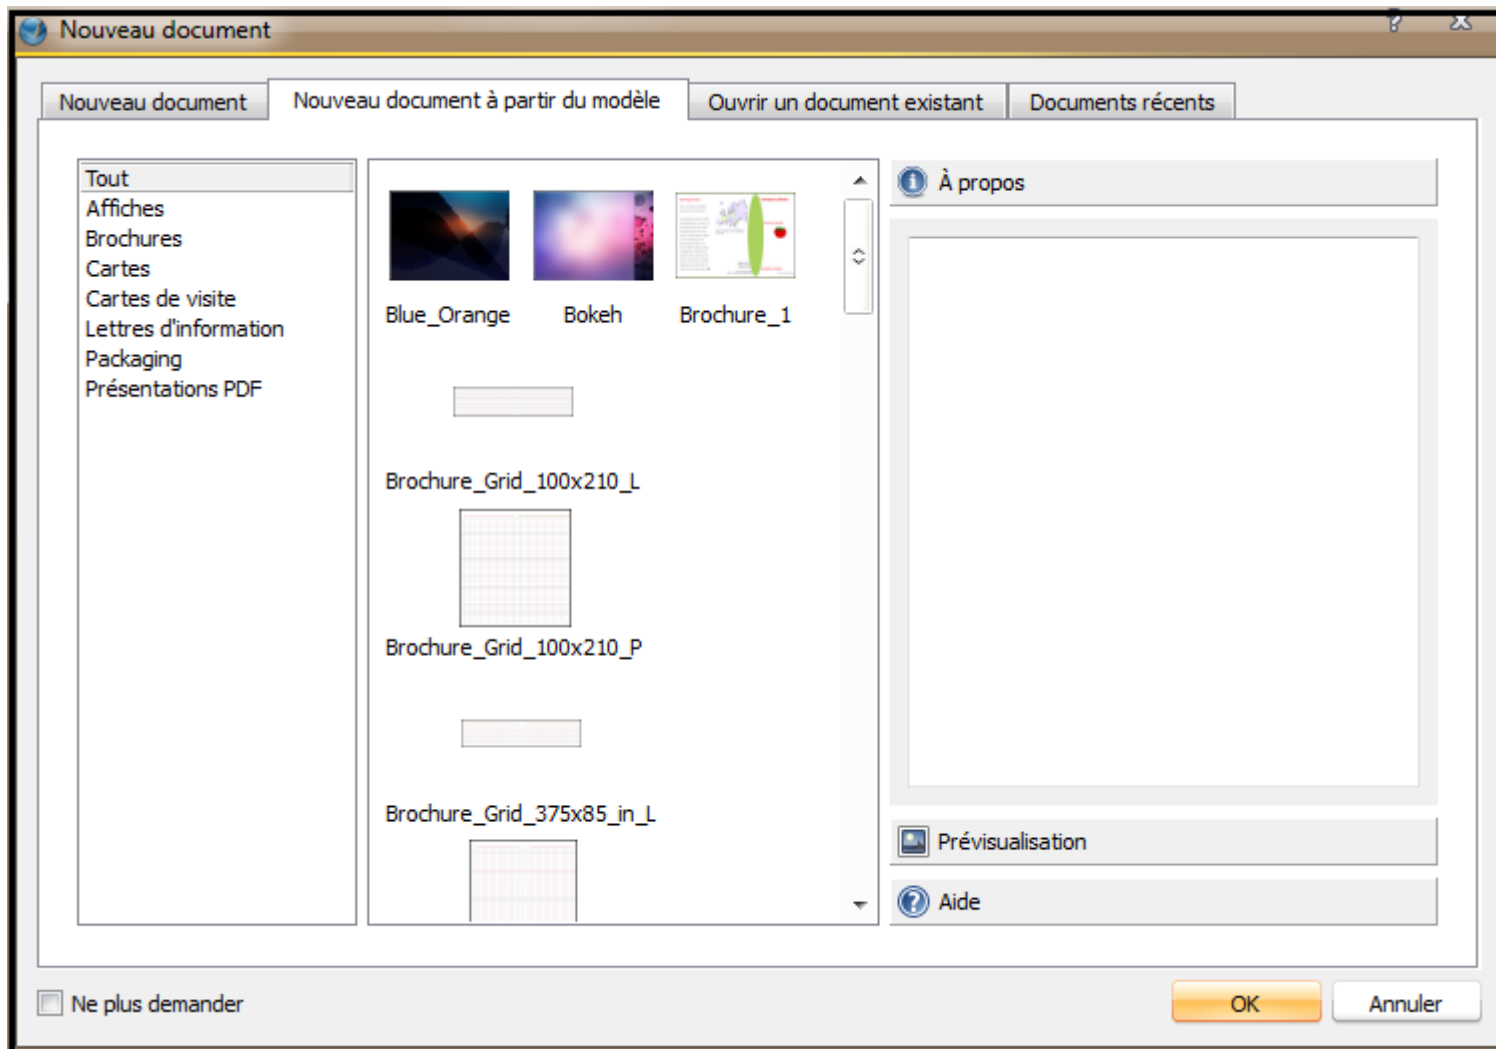 Nouveau document
Nouveau document
Nouveau document à partir du modèle
Ouvrir un document existant
Documents récents
Tout
Affiches
Brochures
Cartes
Cartes de visite
Lettres d'information
Packaging
Présentations PDF
Blue_Orange
Bokeh
Brochure_1
Brochure_Grid_100x210_L
Brochure_Grid_100x210_P
Brochure_Grid_375x85_in_L
À propos
Prévisualisation
Aide
Ne plus demander
OK
Annuler